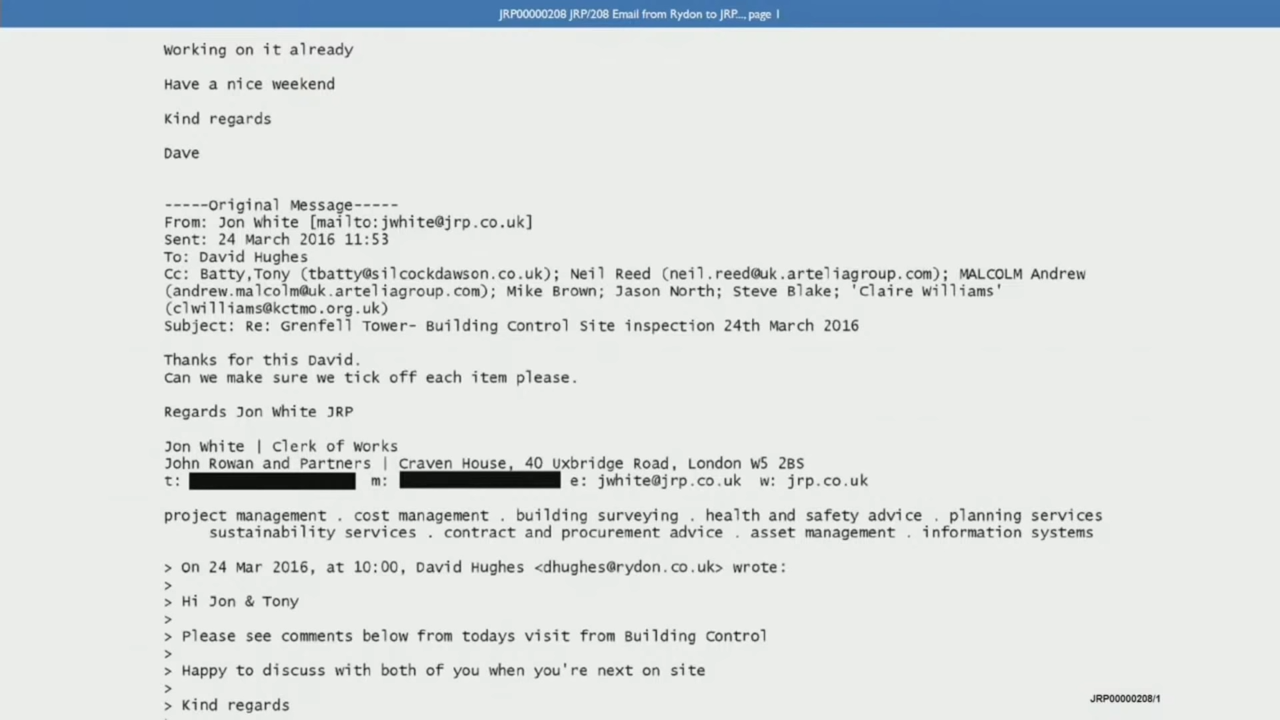 JRP00000208 JRP/208 Email from Rydon to JRP..., page 1
Working on it already
Have a nice weekend
Kind regards
Dave
-----Original Message-----
From: Jon White [mailto:jwhite@jrp.co.uk]
Sent: 24 March 2016 11:53
To: David Hughes
Cc: Batty,Tony (tbatty@silcockdawson.co.uk); Neil Reed (neil.reed@uk.arteliagroup.com); MALCOLM Andrew
(andrew.malcolm@uk.arteliagroup.com); Mike Brown; Jason North; Steve Blake; 'Claire Williams'
(clwilliams@kctmo.org.uk)
Subject: Re: Grenfell Tower- Building Control Site inspection 24th March 2016
Thanks for this David.
Can we make sure we tick off each item please.
Regards Jon White JRP
Jon White | Clerk of Works
John Rowan and Partners | Craven House, 40 Uxbridge Road, London W5 2BS
t: m: e: jwhite@jrp.co.uk w: jrp.co.uk
project management . cost management . building surveying . health and safety advice . planning services
sustainability services . contract and procurement advice . asset management . information systems
> On 24 Mar 2016, at 10:00, David Hughes <dhughes@rydon.co.uk> wrote:
>
> Hi Jon & Tony
>
> Please see comments below from todays visit from Building Control
>
> Happy to discuss with both of you when you're next on site
>
> Kind regards
JRP00000208/1